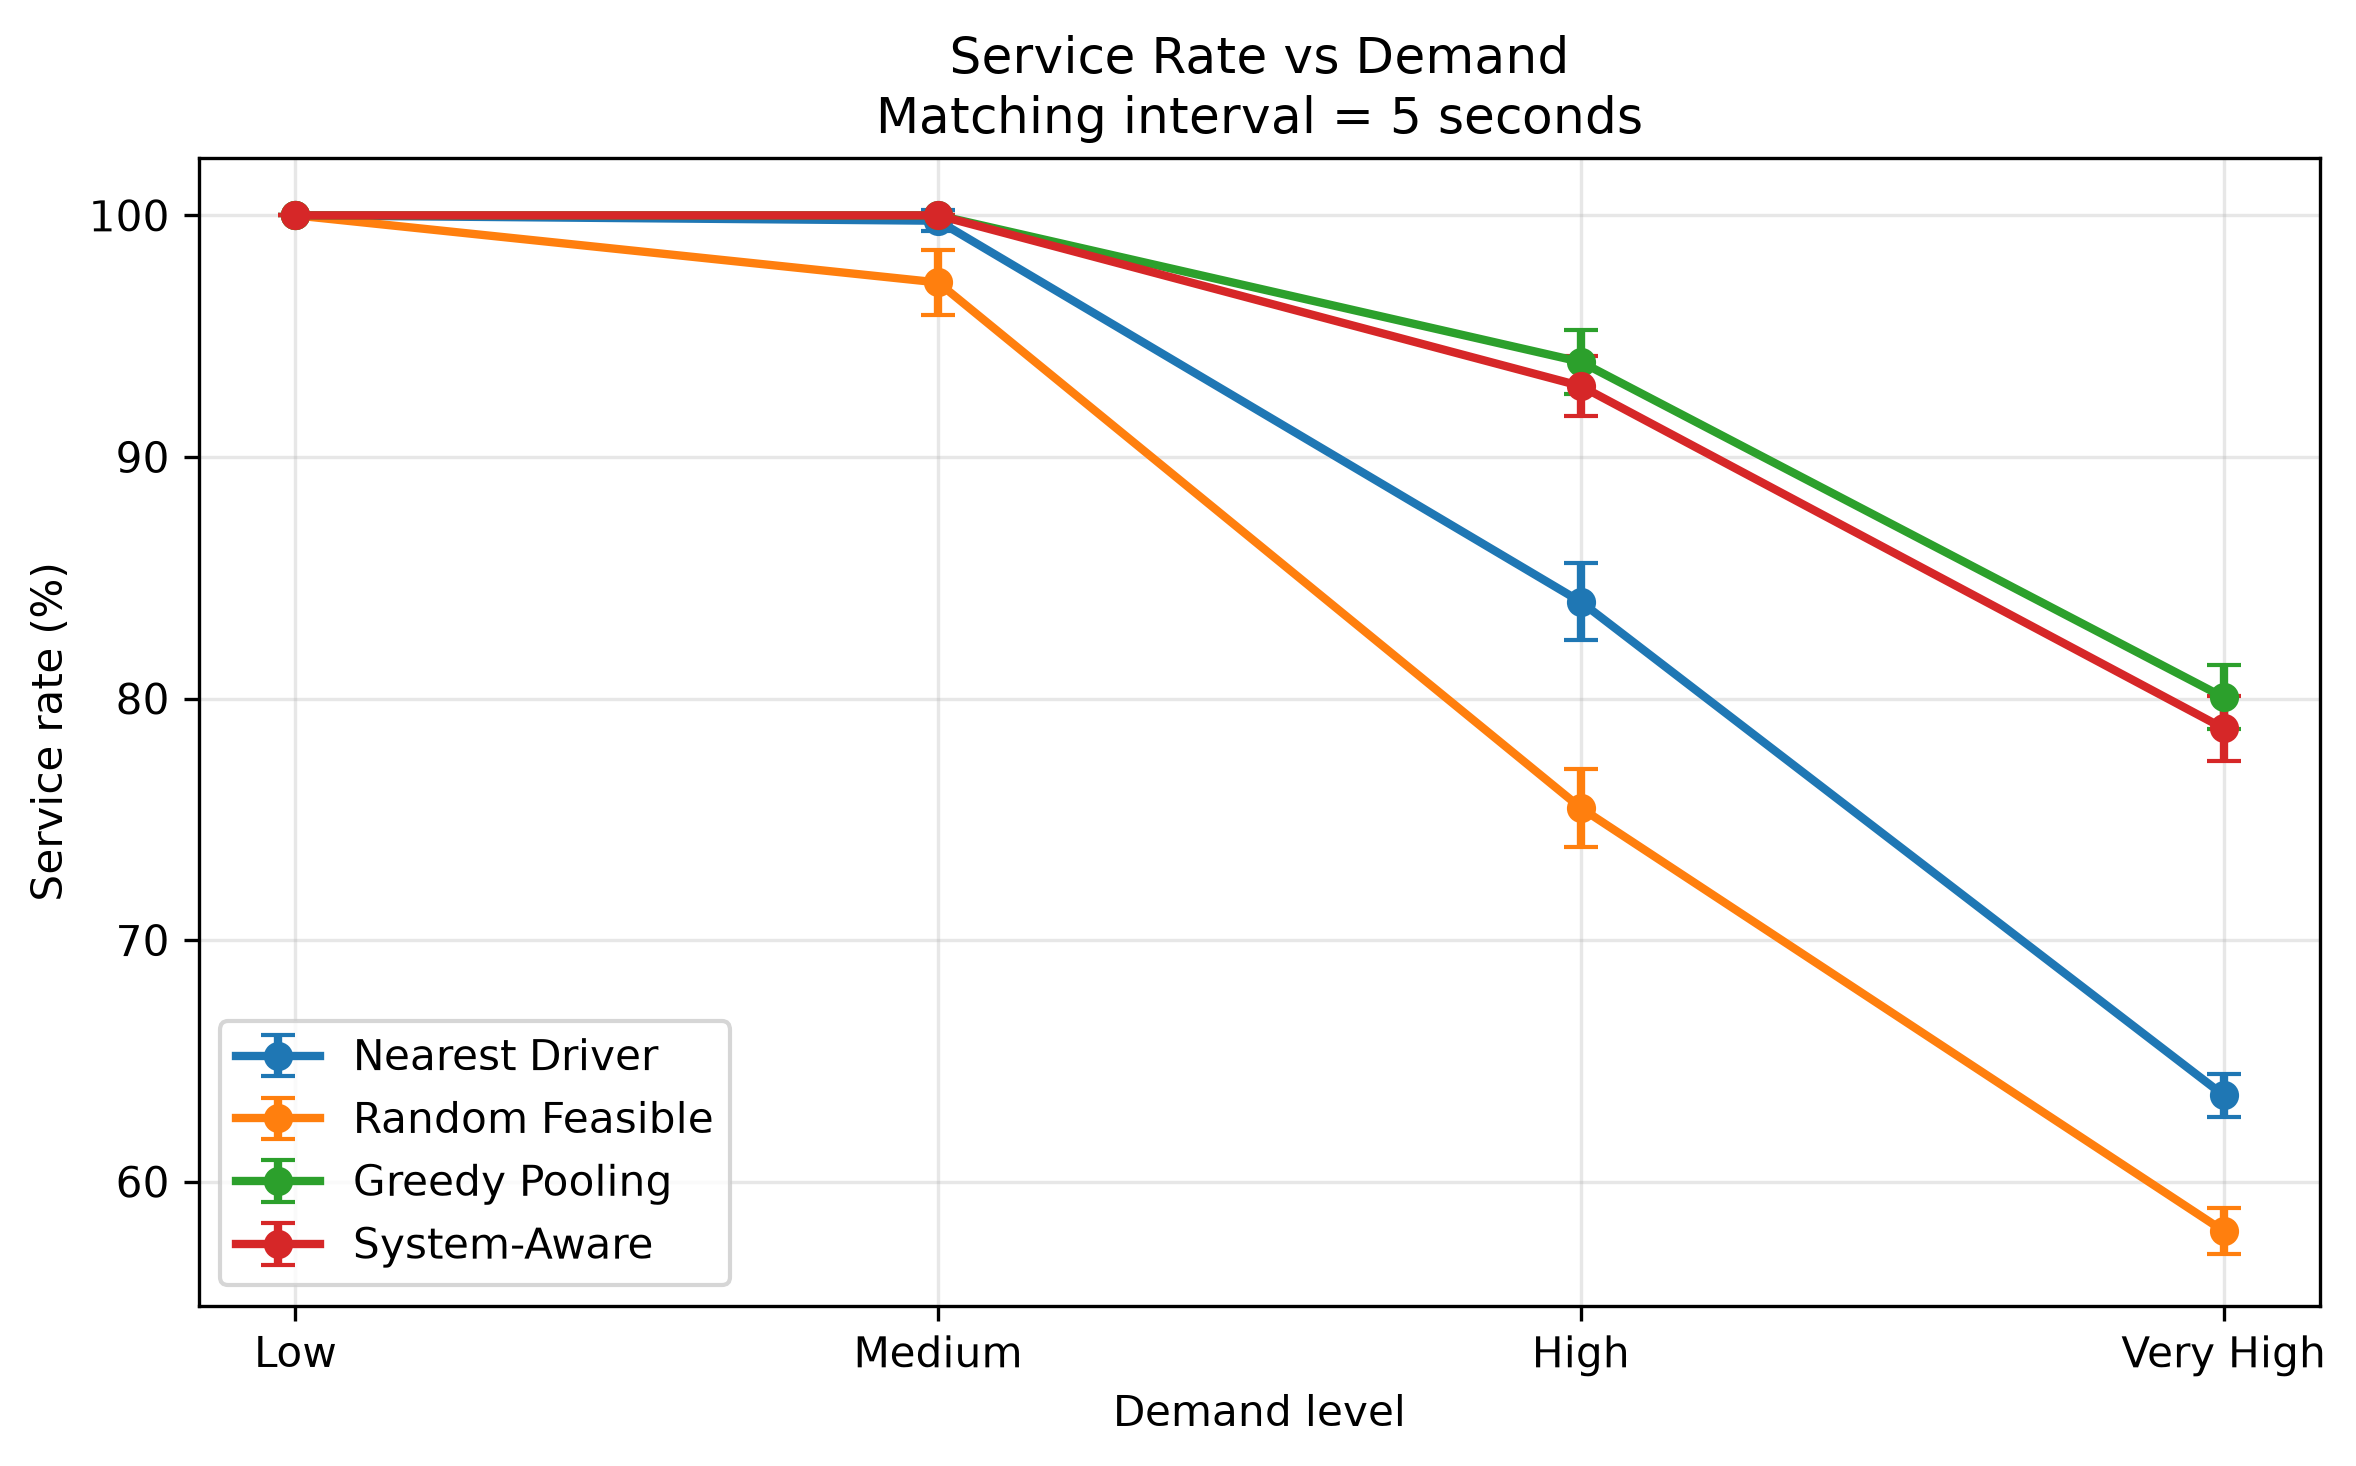 Service Rate vs Demand
Matching interval = 5 seconds
Service rate (%)
100
90
80
70
60
Nearest Driver
Random Feasible
Greedy Pooling
System-Aware
Low
Medium
High
Very High
Demand level